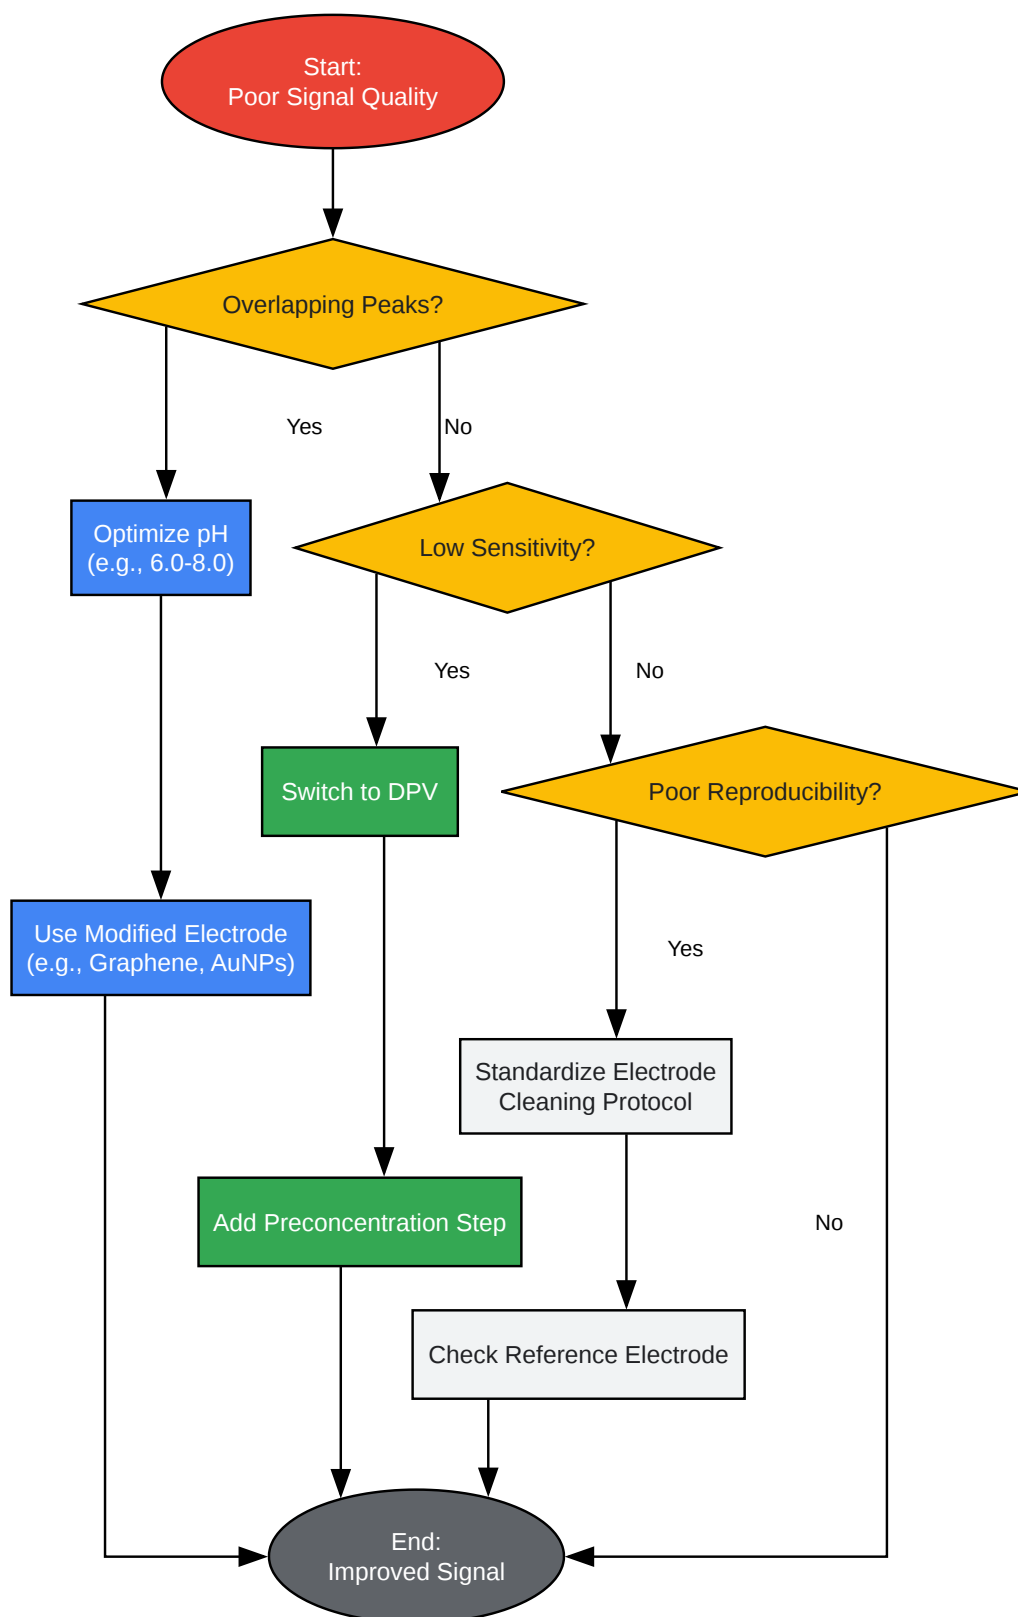 Start:
Poor Signal Quality
Overlapping Peaks?
Yes
No
Optimize pH
(e.g., 6.0-8.0)
Low Sensitivity?
Yes
No
Switch to DPV
Poor Reproducibility?
Use Modified Electrode
(e.g., Graphene, AuNPs)
Yes
Standardize Electrode
Cleaning Protocol
Add Preconcentration Step
No
Check Reference Electrode
End:
Improved Signal